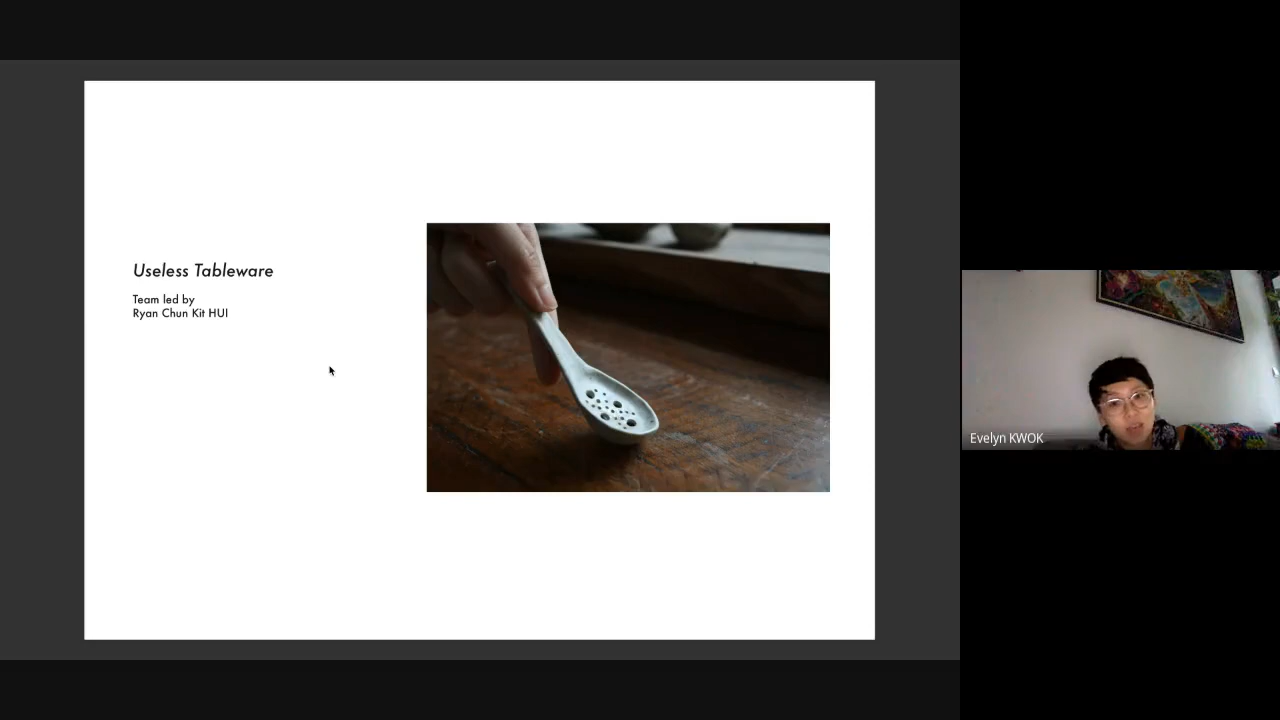 Useless Tableware
Team led by
Ryan Chun Kit HUI
Evelyn KWOK